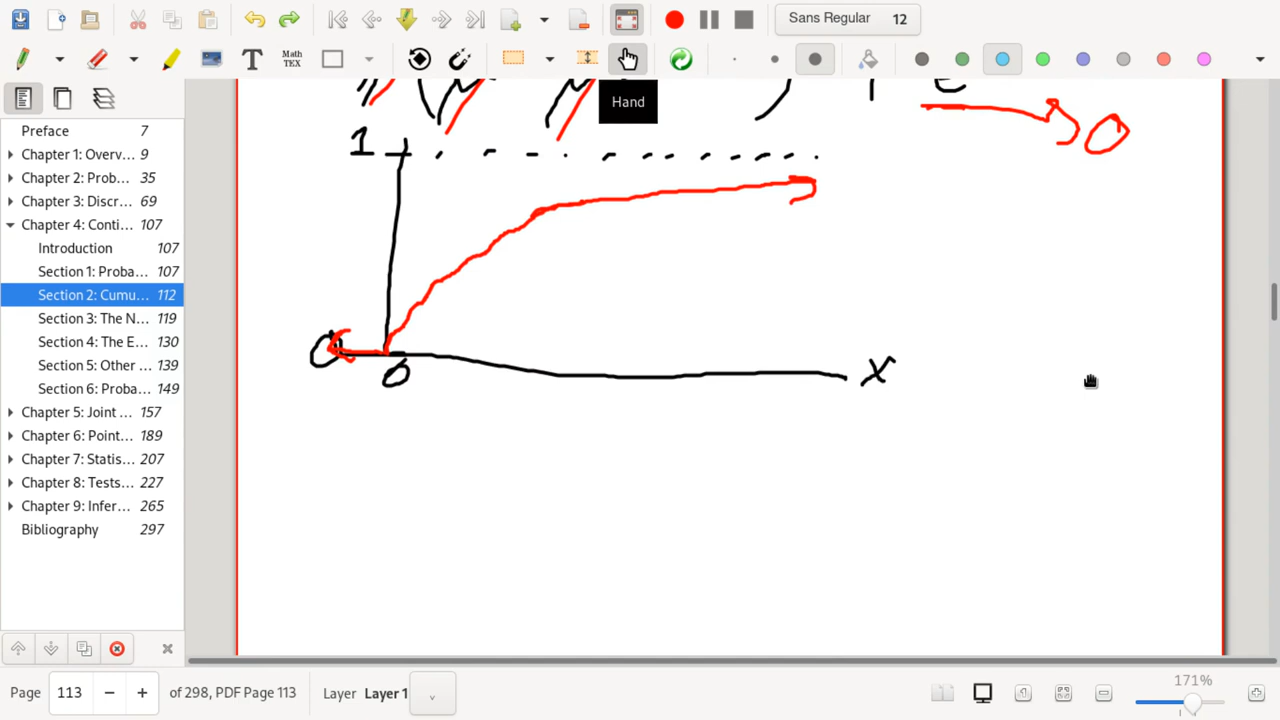 Sans Regular 12
T Math TEX
Hand
Preface 7
Chapter 1: Overv... 9
Chapter 2: Prob... 35
Chapter 3: Discr... 69
Chapter 4: Conti... 107
Introduction 107
Section 1: Proba... 107
Section 2: Cumu... 112
Section 3: The N... 119
Section 4: The E... 130
Section 5: Other ... 139
Section 6: Proba... 149
Chapter 5: Joint ... 157
Chapter 6: Point... 189
Chapter 7: Statis... 207
Chapter 8: Tests... 227
Chapter 9: Infer... 265
Bibliography 297
0
1
0
0
x
Page 113 of 298, PDF Page 113 Layer Layer 1 171%